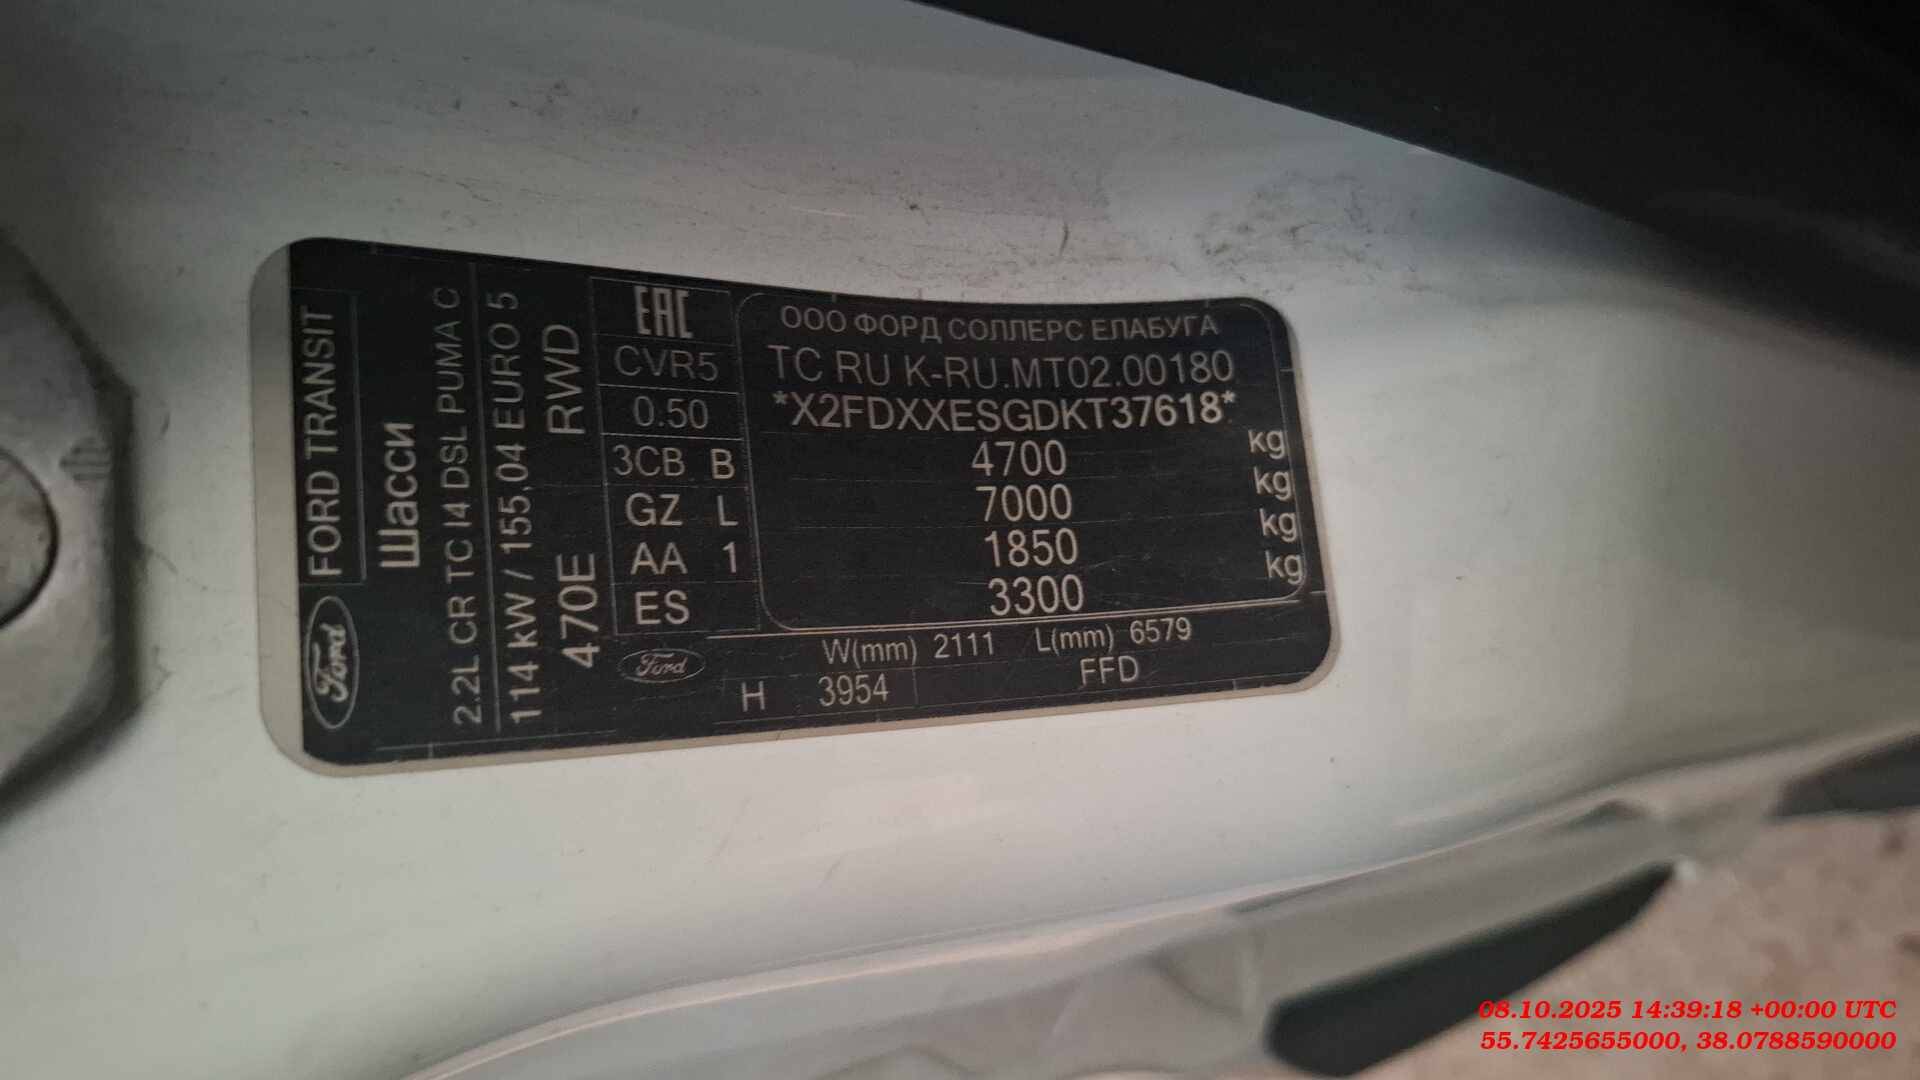 Ford
FORD TRANSIT
Шасси
2.2L CR TC I4 DSL PUMA C
114 kW / 155,04 EURO 5
470E RWD
EAC
CVR5
0.50
3CB B
GZ L
AA 1
ES
Ford
ООО ФОРД СОЛЛЕРС ЕЛАБУГА
TC RU K-RU.MT02.00180
*X2FDXXESGDKT37618*
4700 kg
7000 kg
1850 kg
3300 kg
W(mm) 2111 L(mm) 6579
H 3954 FFD
08.10.2025 14:39:18 +00:00 UTC
55.7425655000, 38.0788590000